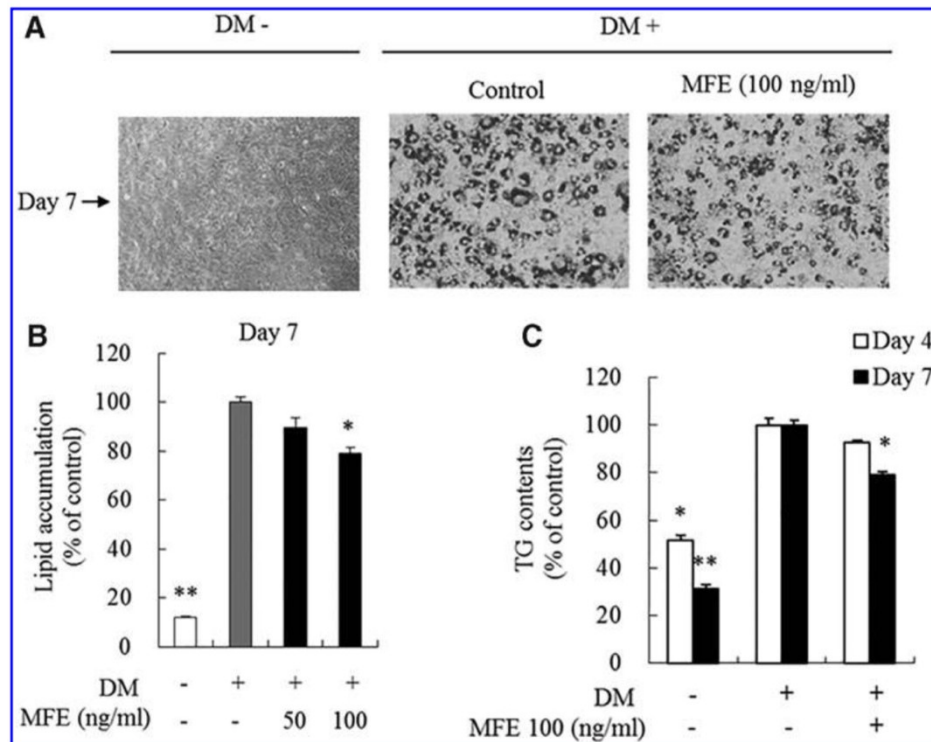 A
DM - DM +
Control MFE (100 ng/ml)
Day 7
B
Day 7
Lipid accumulation
(% of control)
120
100
80
60
40
20
0
**
*
DM - + + +
MFE (ng/ml) - - 50 100
C
Day 4
Day 7
TG contents
(% of control)
120
100
80
60
40
20
0
*
**
*
DM - + +
MFE 100 (ng/ml) - - +